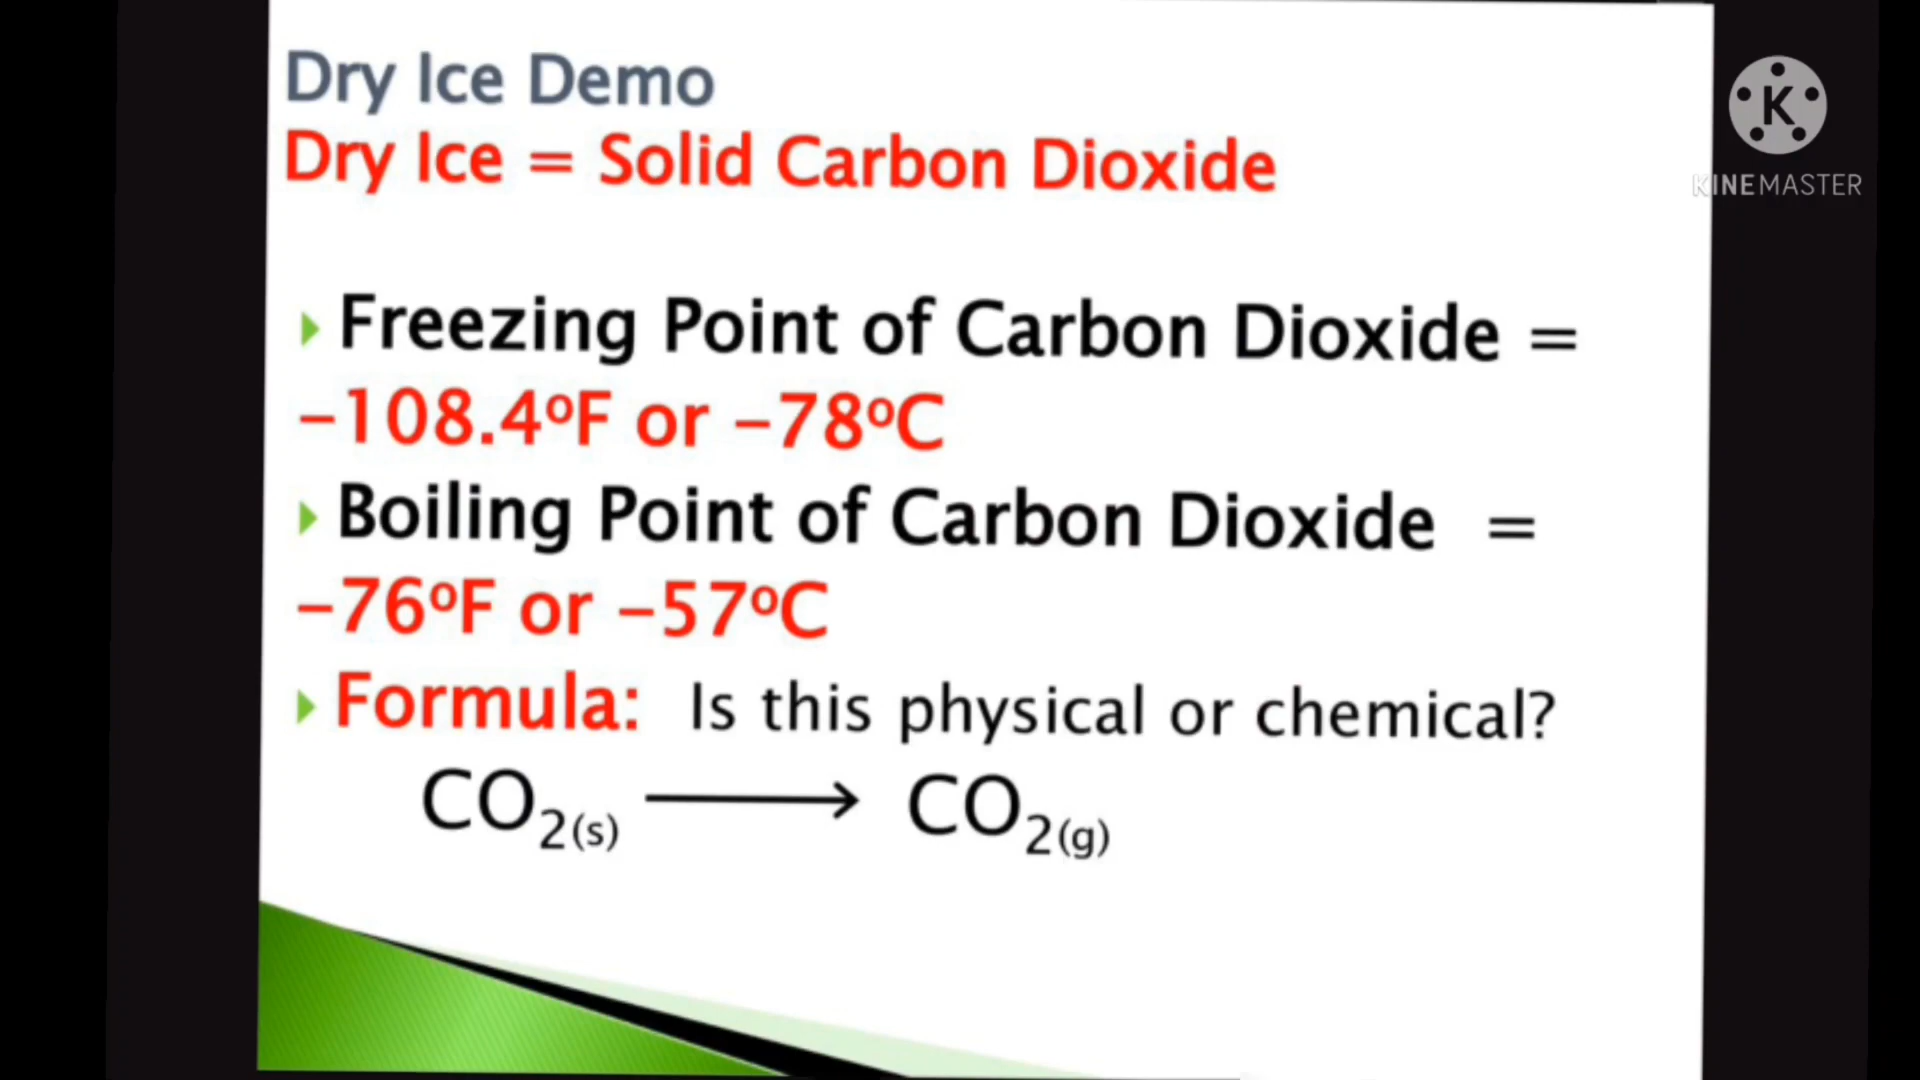 Dry Ice Demo
Dry Ice = Solid Carbon Dioxide
Freezing Point of Carbon Dioxide =
–108.4ºF or –78ºC
Boiling Point of Carbon Dioxide =
–76ºF or –57ºC
Formula: Is this physical or chemical?
CO2(s) ⟶ CO2(g)
K
KINEMASTER